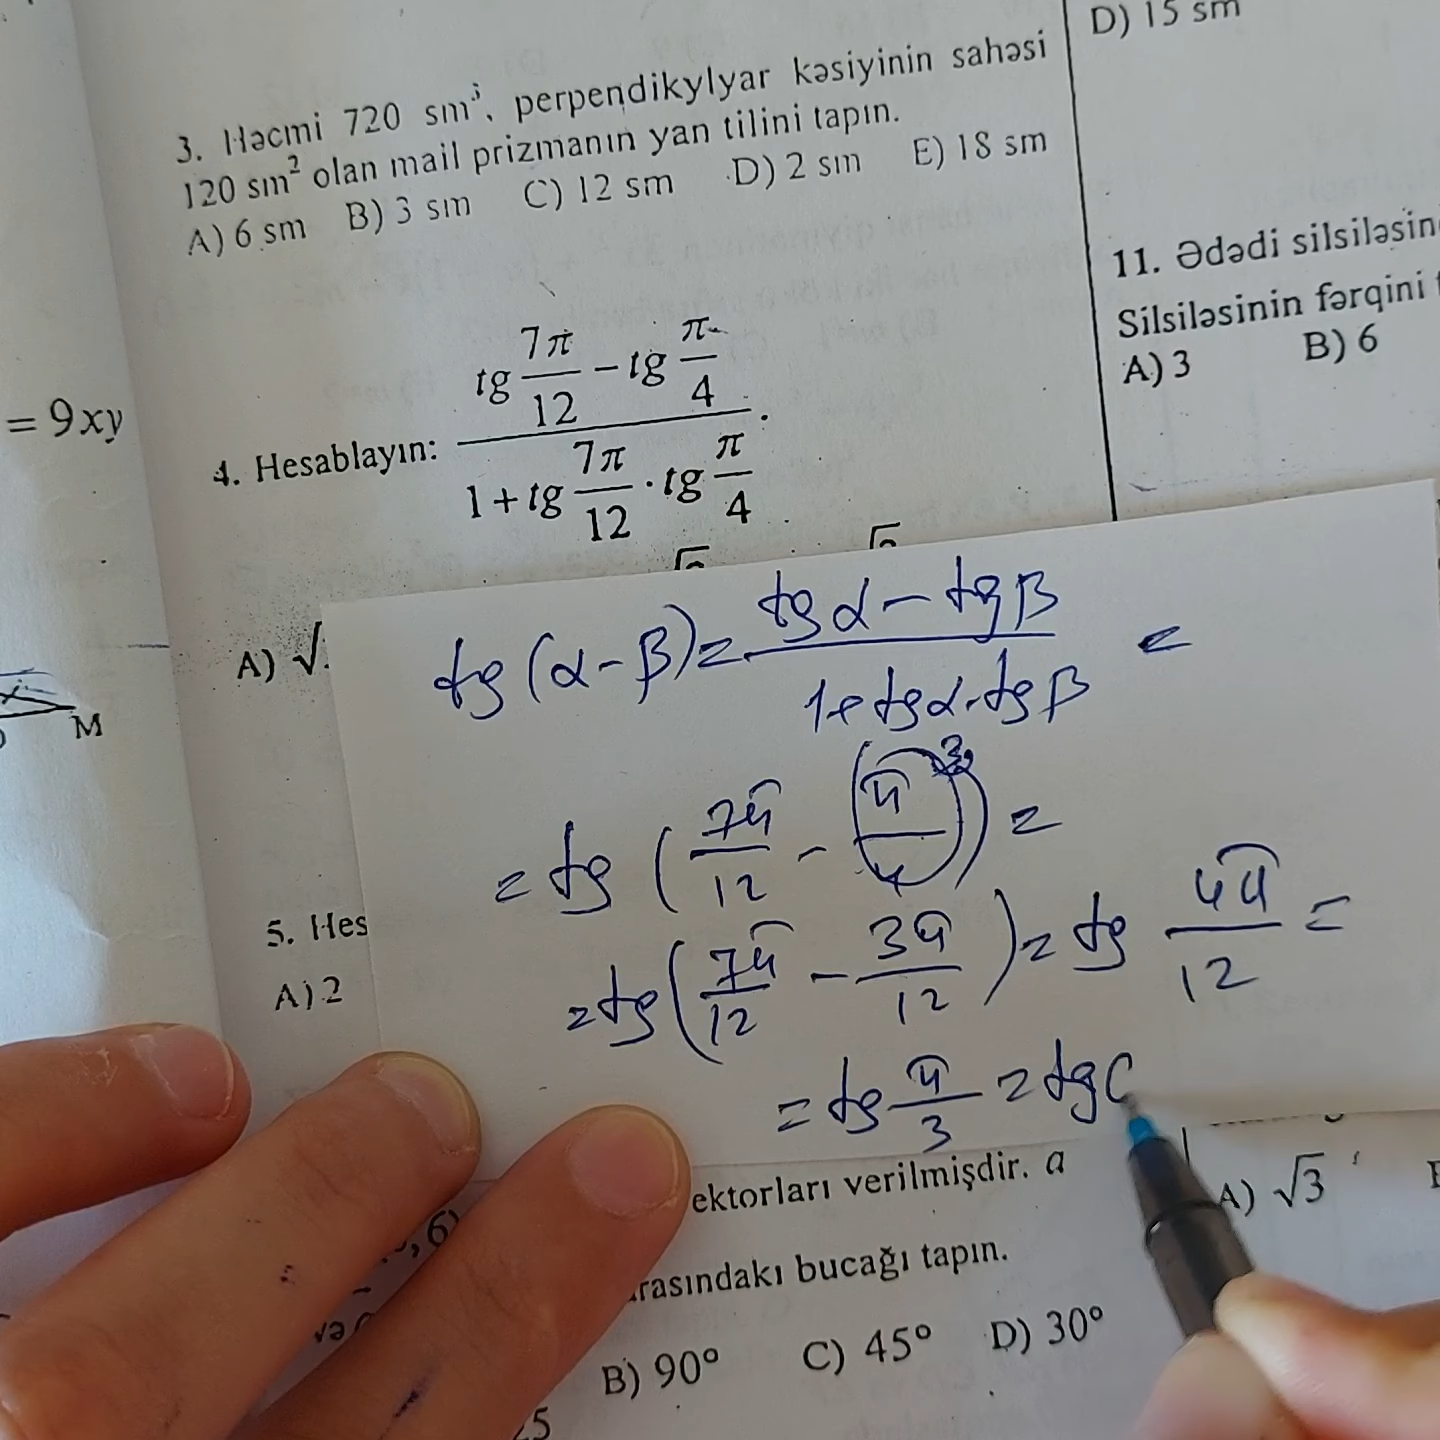 D) 15 sm
3. Həcmi 720 sm³, perpendikylyar kəsiyinin sahəsi
120 sm² olan mail prizmanın yan tilini tapın.
A) 6 sm B) 3 sm C) 12 sm D) 2 sm E) 18 sm
11. Ədədi silsiləsin
Silsiləsinin fərqini
A) 3 B) 6
= 9xy
4. Hesablayın: (tg 7π/12 − tg π/4) / (1 + tg 7π/12 · tg π/4).
A) √
M
tg(α-β) = (tgα - tgβ) / (1+tgα·tgβ) =
= tg (7π/12 - π/4) =
= tg (7π/12 - 3π/12) = tg 4π/12 =
= tg π/3 = tg
5. Hes
A) 2
ektorları verilmişdir. a
A) √3
rasındakı bucağı tapın.
B) 90° C) 45° D) 30°